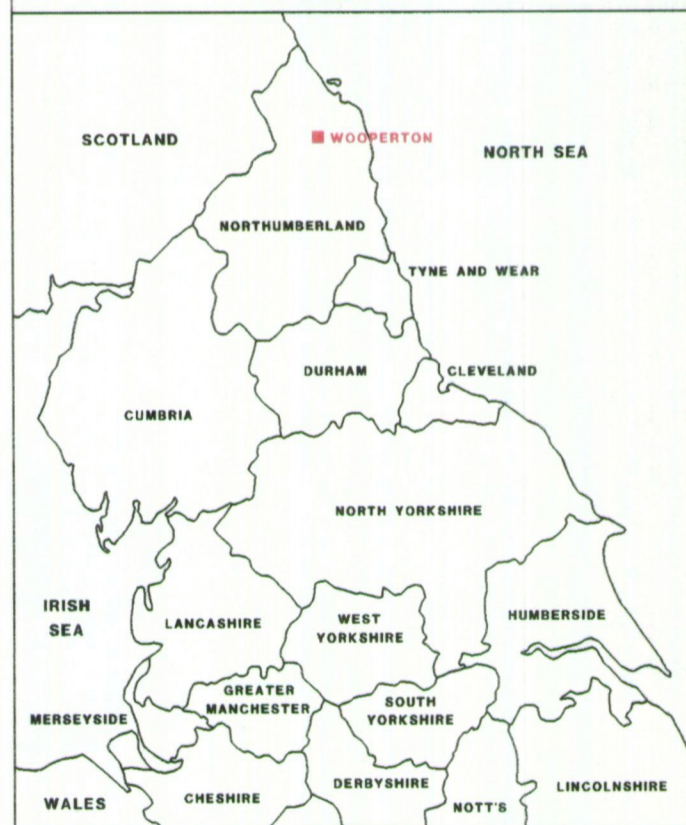 SCOTLAND
WOOPERTON
NORTH SEA
NORTHUMBERLAND
TYNE AND WEAR
DURHAM
CLEVELAND
CUMBRIA
NORTH YORKSHIRE
IRISH
SEA
LANCASHIRE
WEST
YORKSHIRE
HUMBERSIDE
GREATER
MANCHESTER
MERSEYSIDE
SOUTH
YORKSHIRE
WALES
CHESHIRE
DERBYSHIRE
NOTT'S
LINCOLNSHIRE